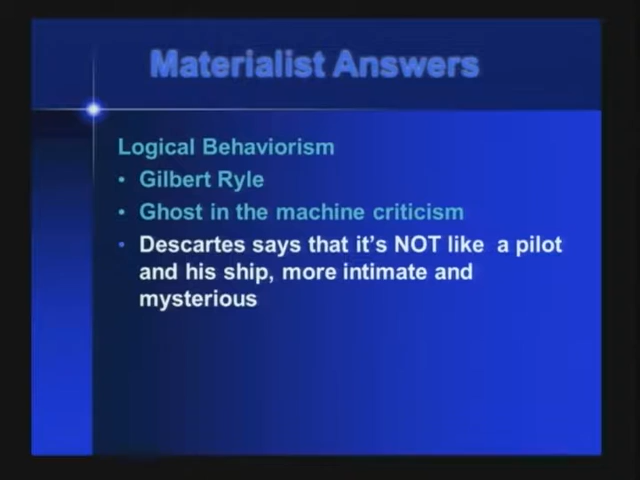 Materialist Answers
Logical Behaviorism
• Gilbert Ryle
• Ghost in the machine criticism
• Descartes says that it's NOT like a pilot
and his ship, more intimate and
mysterious